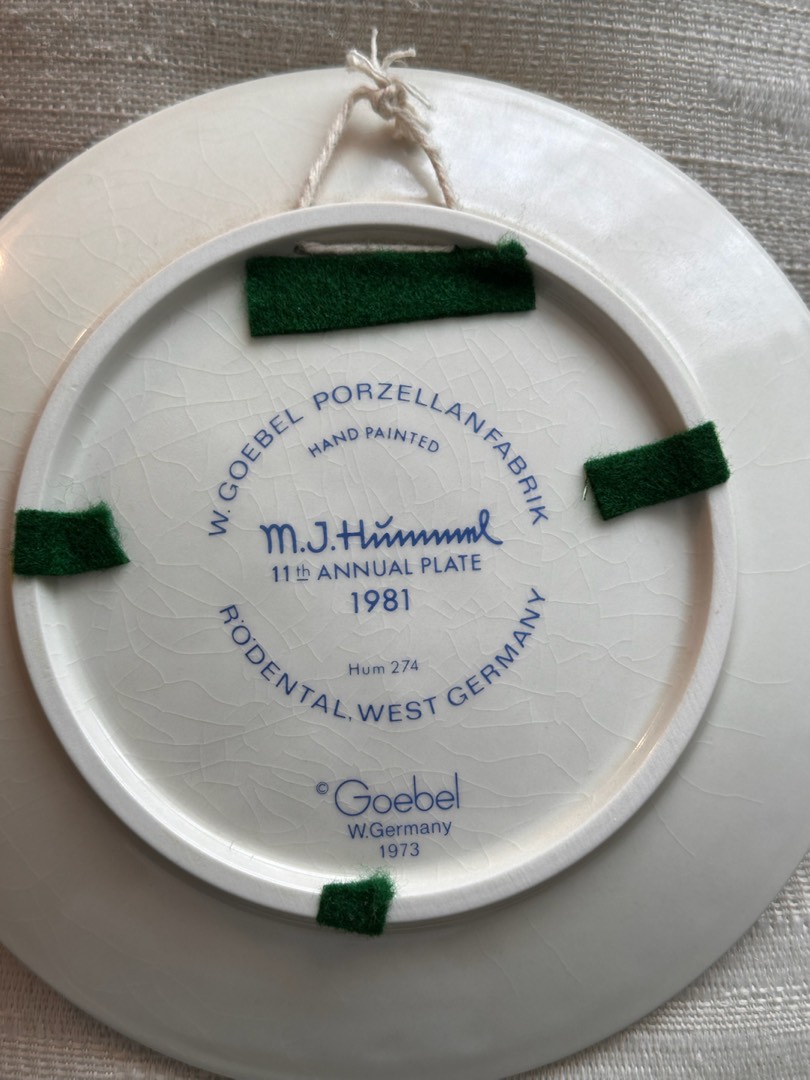 W. GOEBEL PORZELLANFABRIK
HAND PAINTED
M.J.Hummel
11th ANNUAL PLATE
1981
Hum 274
RÖDENTAL, WEST GERMANY
© Goebel
W.Germany
1973